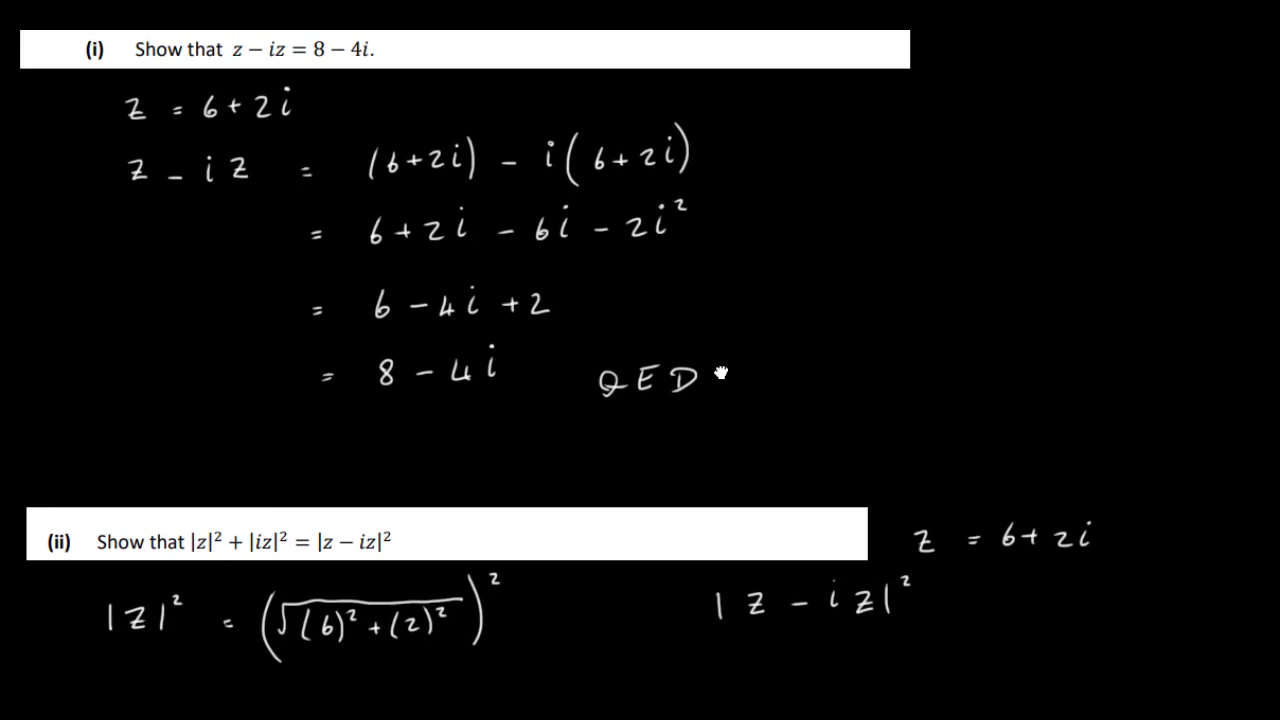 (i) Show that z − iz = 8 − 4i.
z = 6 + 2i
z - iz = (6+2i) - i(6+2i)
= 6 + 2i - 6i - 2i²
= 6 - 4i + 2
= 8 - 4i QED
(ii) Show that |z|² + |iz|² = |z − iz|²
z = 6+2i
|z|² = (√(6)² + (2)²)²
|z - iz|²